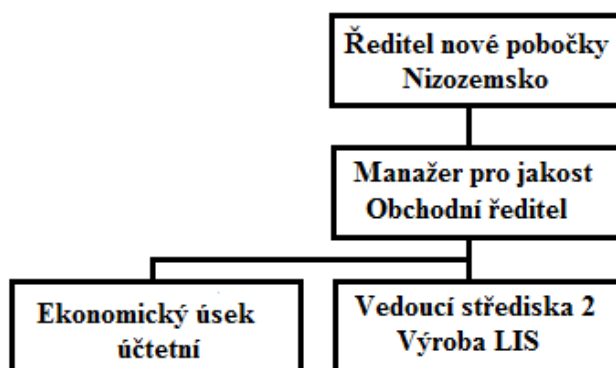 Ředitel nové pobočky
Nizozemsko
Manažer pro jakost
Obchodní ředitel
Ekonomický úsek
účtetní
Vedoucí střediska 2
Výroba LIS